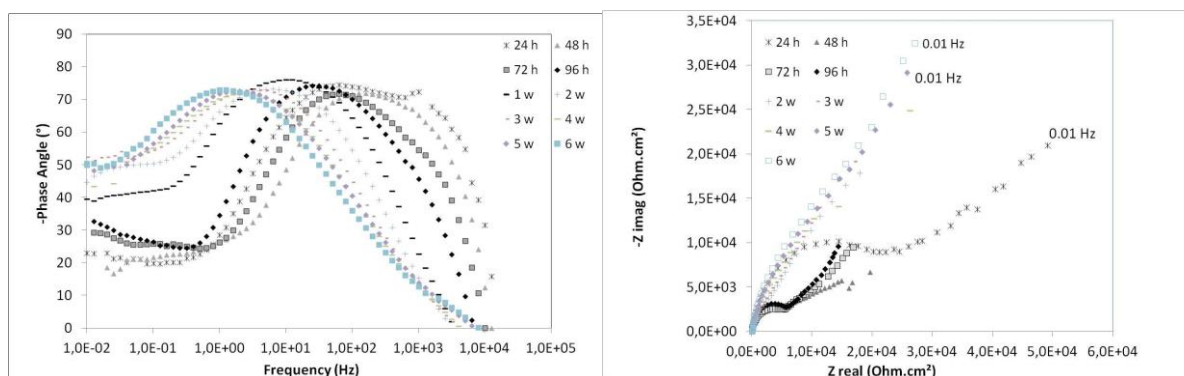 90
80
70
60
50
40
30
20
10
0
-Phase Angle (°)
24 h 48 h
72 h 96 h
1 w 2 w
3 w 4 w
5 w 6 w
1,0E-02 1,0E-01 1,0E+00 1,0E+01 1,0E+02 1,0E+03 1,0E+04 1,0E+05
Frequency (Hz)
3,5E+04
3,0E+04
2,5E+04
2,0E+04
1,5E+04
1,0E+04
5,0E+03
0,0E+00
-Z imag (Ohm.cm²)
24 h 48 h
72 h 96 h
2 w 3 w
4 w 5 w
6 w
0.01 Hz
0.01 Hz
0.01 Hz
0,0E+00 1,0E+04 2,0E+04 3,0E+04 4,0E+04 5,0E+04 6,0E+04
Z real (Ohm.cm²)